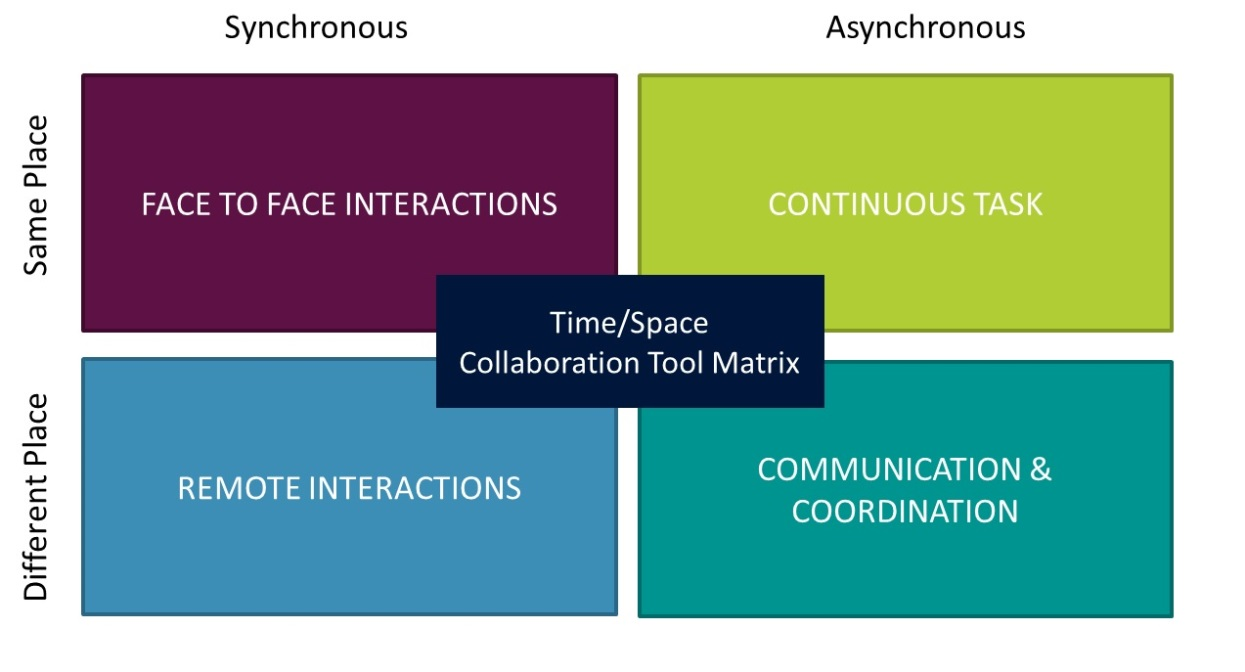 Synchronous
Asynchronous
Same Place
FACE TO FACE INTERACTIONS
CONTINUOUS TASK
Time/Space
Collaboration Tool Matrix
Different Place
REMOTE INTERACTIONS
COMMUNICATION &
COORDINATION